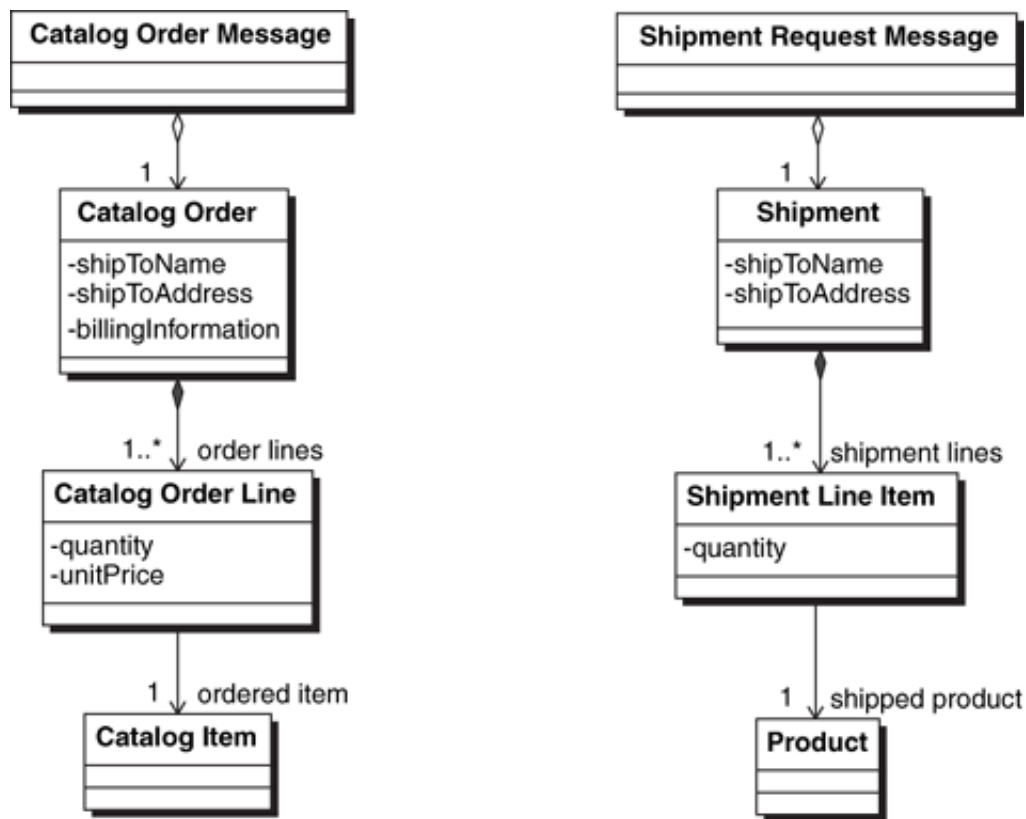 Catalog Order Message
1
Catalog Order
-shipToName
-shipToAddress
-billingInformation
1..* order lines
Catalog Order Line
-quantity
-unitPrice
1 ordered item
Catalog Item
Shipment Request Message
1
Shipment
-shipToName
-shipToAddress
1..* shipment lines
Shipment Line Item
-quantity
1 shipped product
Product